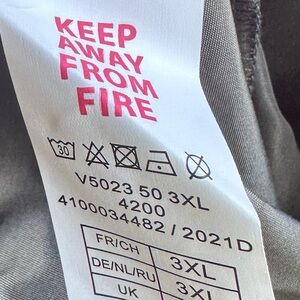 KEEP
AWAY
FROM
FIRE
30
V5023 50 3XL
4200
4100034482 / 2021D
FR/CH 3XL
DE/NL/RU 3XL
UK 3XL